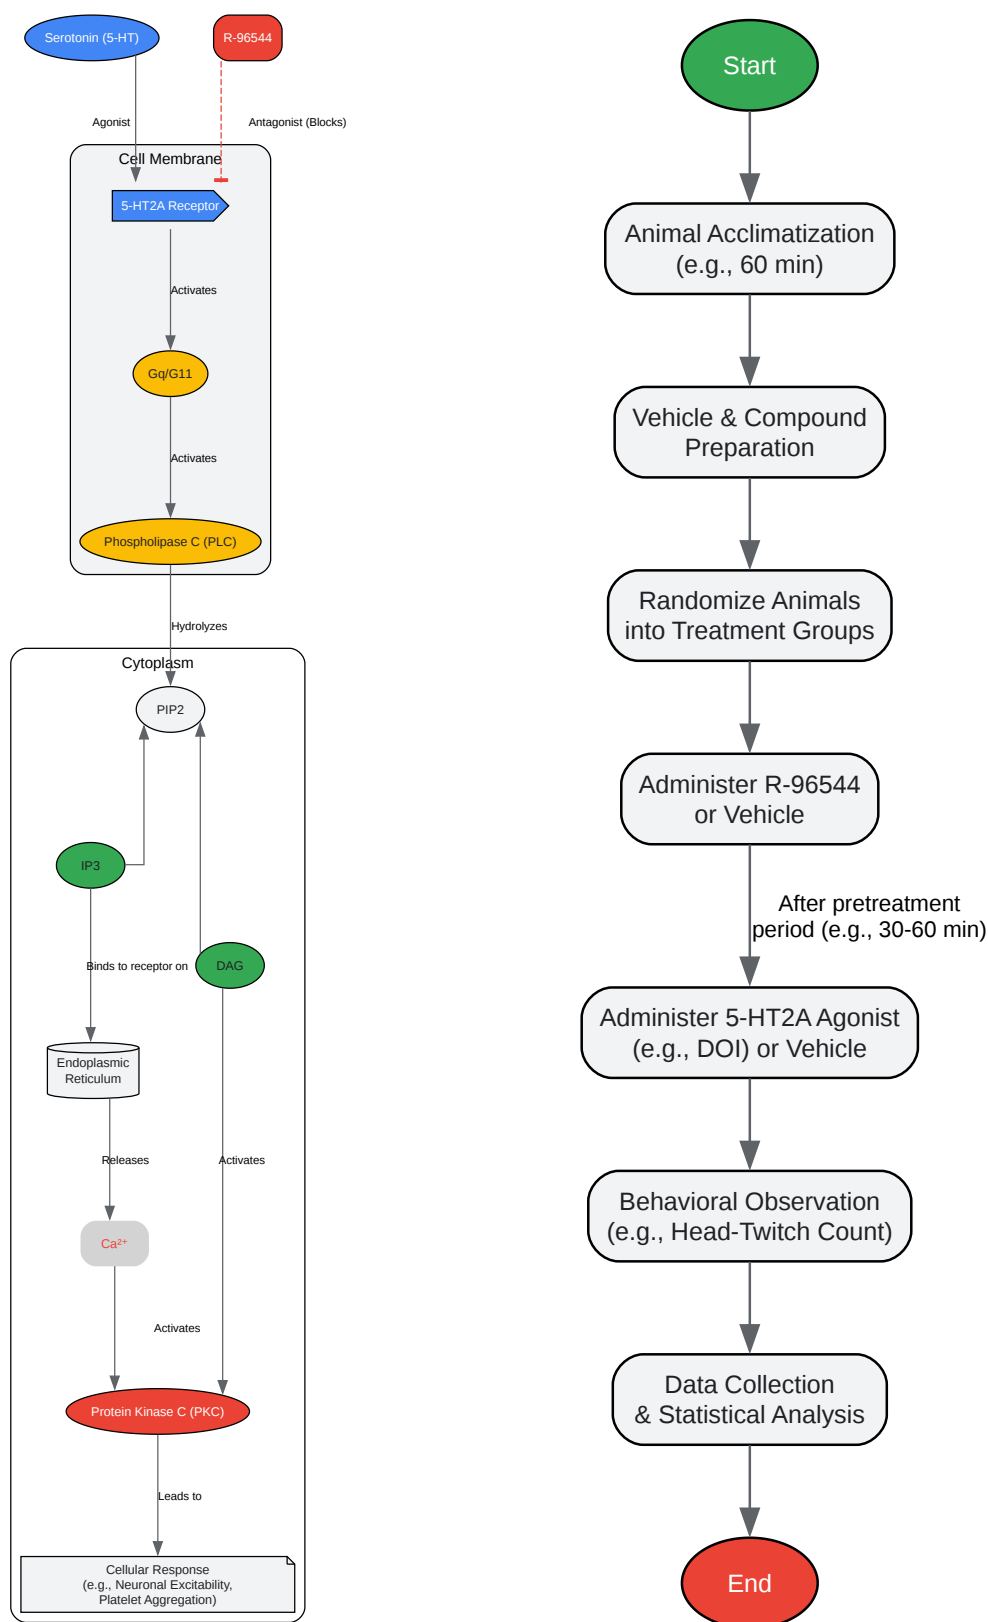 Serotonin (5-HT)
R-96544
Agonist
Antagonist (Blocks)
Cell Membrane
5-HT2A Receptor
Activates
Gq/G11
Activates
Phospholipase C (PLC)
Hydrolyzes
Cytoplasm
PIP2
IP3
Binds to receptor on
DAG
Endoplasmic
Reticulum
Releases
Activates
Ca²⁺
Activates
Protein Kinase C (PKC)
Leads to
Cellular Response
(e.g., Neuronal Excitability,
Platelet Aggregation)
Start
Animal Acclimatization
(e.g., 60 min)
Vehicle & Compound
Preparation
Randomize Animals
into Treatment Groups
Administer R-96544
or Vehicle
After pretreatment
period (e.g., 30-60 min)
Administer 5-HT2A Agonist
(e.g., DOI) or Vehicle
Behavioral Observation
(e.g., Head-Twitch Count)
Data Collection
& Statistical Analysis
End